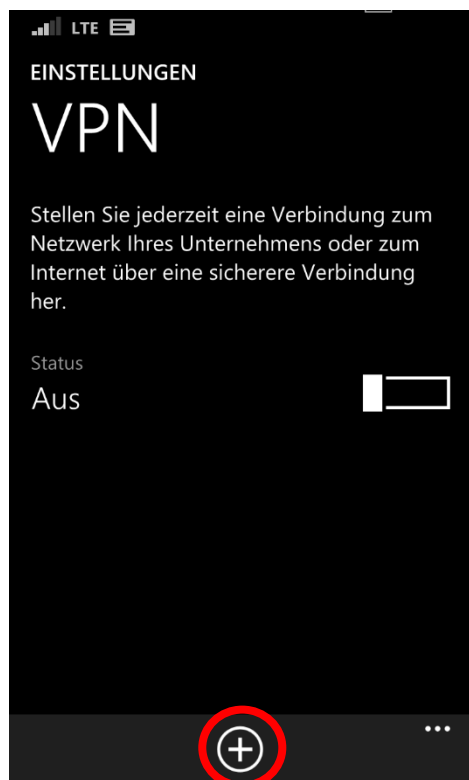 LTE
EINSTELLUNGEN
VPN
Stellen Sie jederzeit eine Verbindung zum
Netzwerk Ihres Unternehmens oder zum
Internet über eine sicherere Verbindung
her.
Status
Aus